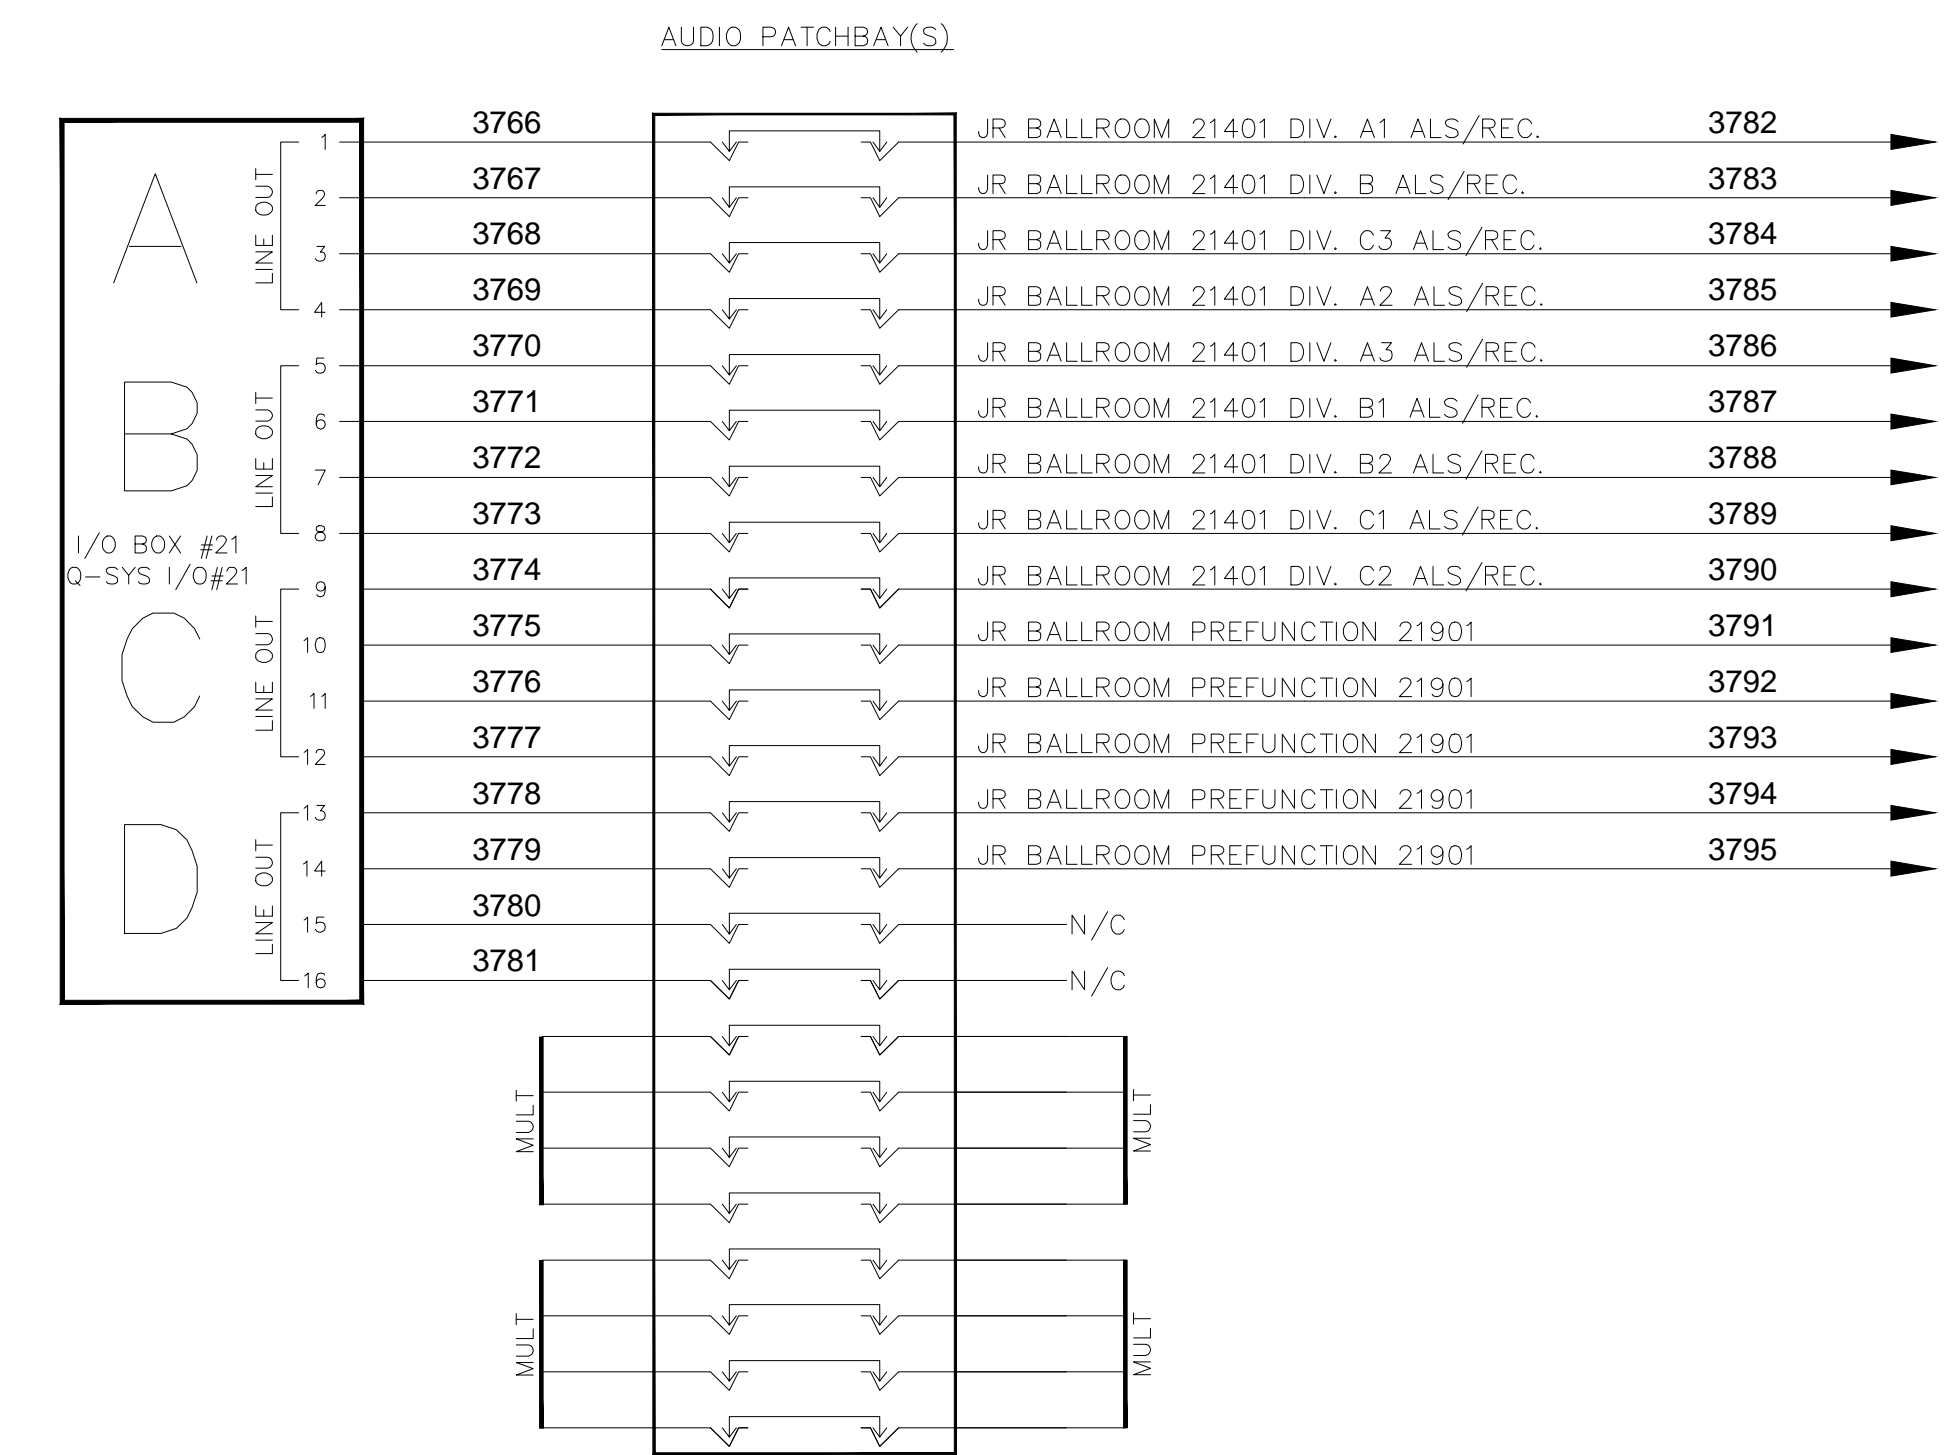 AUDIO PATCHBAY(S)
A
B
I/O BOX #21
Q-SYS I/O#21
C
D
LINE OUT
LINE OUT
LINE OUT
LINE OUT
1 3766 JR BALLROOM 21401 DIV. A1 ALS/REC. 3782
2 3767 JR BALLROOM 21401 DIV. B ALS/REC. 3783
3 3768 JR BALLROOM 21401 DIV. C3 ALS/REC. 3784
4 3769 JR BALLROOM 21401 DIV. A2 ALS/REC. 3785
5 3770 JR BALLROOM 21401 DIV. A3 ALS/REC. 3786
6 3771 JR BALLROOM 21401 DIV. B1 ALS/REC. 3787
7 3772 JR BALLROOM 21401 DIV. B2 ALS/REC. 3788
8 3773 JR BALLROOM 21401 DIV. C1 ALS/REC. 3789
9 3774 JR BALLROOM 21401 DIV. C2 ALS/REC. 3790
10 3775 JR BALLROOM PREFUNCTION 21901 3791
11 3776 JR BALLROOM PREFUNCTION 21901 3792
12 3777 JR BALLROOM PREFUNCTION 21901 3793
13 3778 JR BALLROOM PREFUNCTION 21901 3794
14 3779 JR BALLROOM PREFUNCTION 21901 3795
15 3780 N/C
16 3781 N/C
MULT MULT
MULT MULT